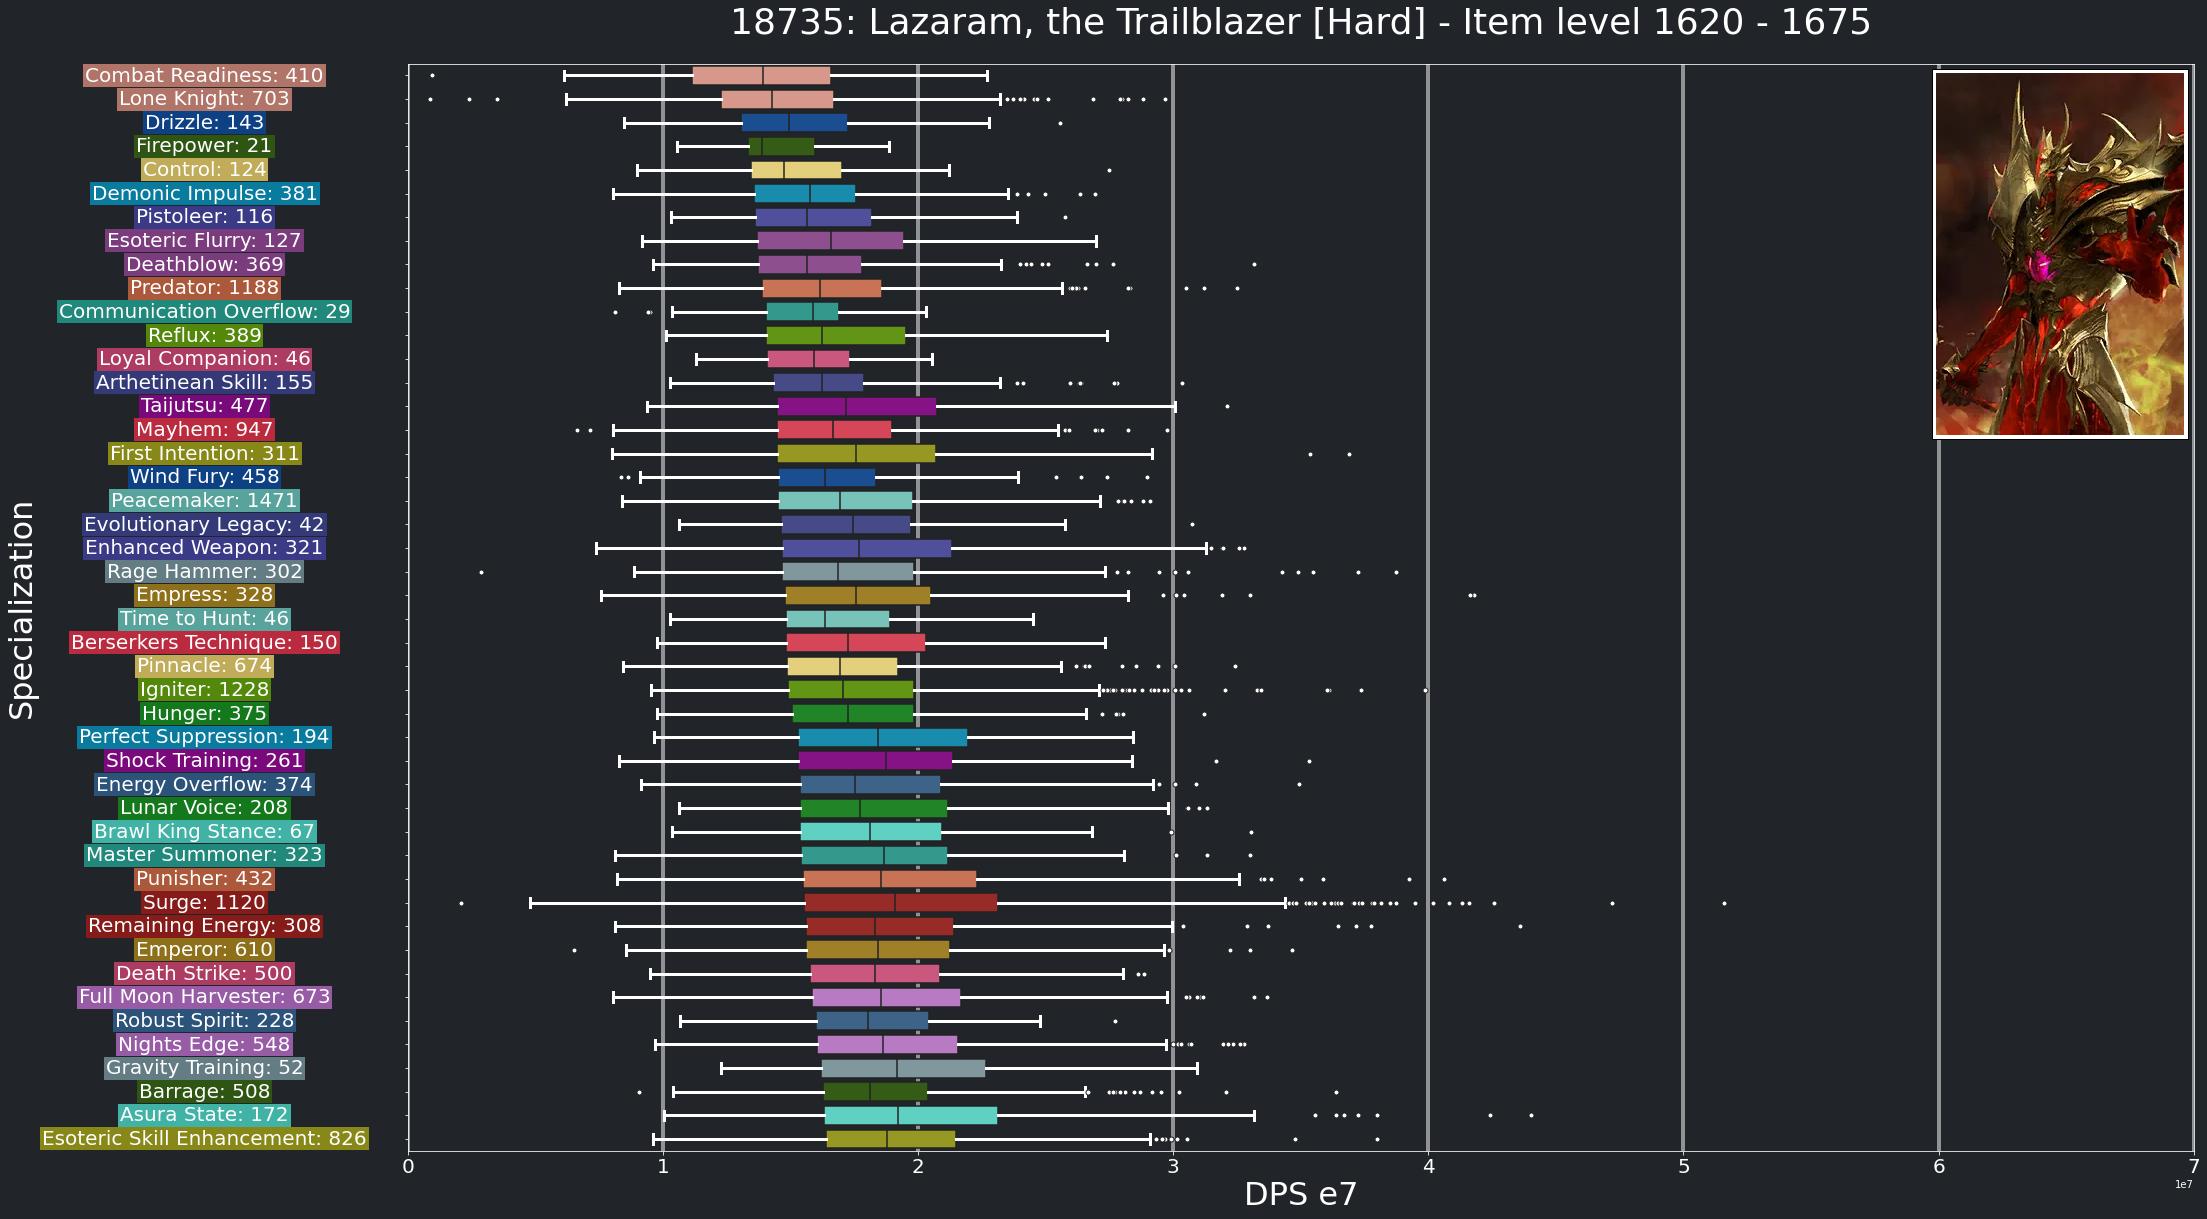 18735: Lazaram, the Trailblazer [Hard] - Item level 1620 - 1675
Specialization
Combat Readiness: 410
Lone Knight: 703
Drizzle: 143
Firepower: 21
Control: 124
Demonic Impulse: 381
Pistoleer: 116
Esoteric Flurry: 127
Deathblow: 369
Predator: 1188
Communication Overflow: 29
Reflux: 389
Loyal Companion: 46
Arthetinean Skill: 155
Taijutsu: 477
Mayhem: 947
First Intention: 311
Wind Fury: 458
Peacemaker: 1471
Evolutionary Legacy: 42
Enhanced Weapon: 321
Rage Hammer: 302
Empress: 328
Time to Hunt: 46
Berserkers Technique: 150
Pinnacle: 674
Igniter: 1228
Hunger: 375
Perfect Suppression: 194
Shock Training: 261
Energy Overflow: 374
Lunar Voice: 208
Brawl King Stance: 67
Master Summoner: 323
Punisher: 432
Surge: 1120
Remaining Energy: 308
Emperor: 610
Death Strike: 500
Full Moon Harvester: 673
Robust Spirit: 228
Nights Edge: 548
Gravity Training: 52
Barrage: 508
Asura State: 172
Esoteric Skill Enhancement: 826
0 1 2 3 4 5 6 7
1e7
DPS e7